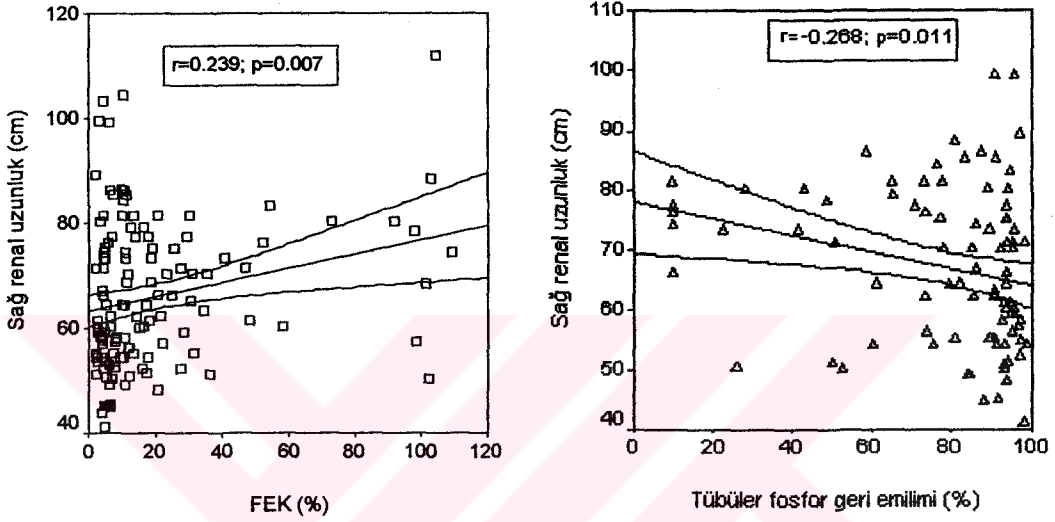 120
100
80
60
40
Sağ renal uzunluk (cm)
r=0.239; p=0.007
0 20 40 60 80 100 120
FEK (%)
110
100
90
80
70
60
50
40
Sağ renal uzunluk (cm)
r=-0.268; p=0.011
0 20 40 60 80 100
Tübüler fosfor geri emilimi (%)